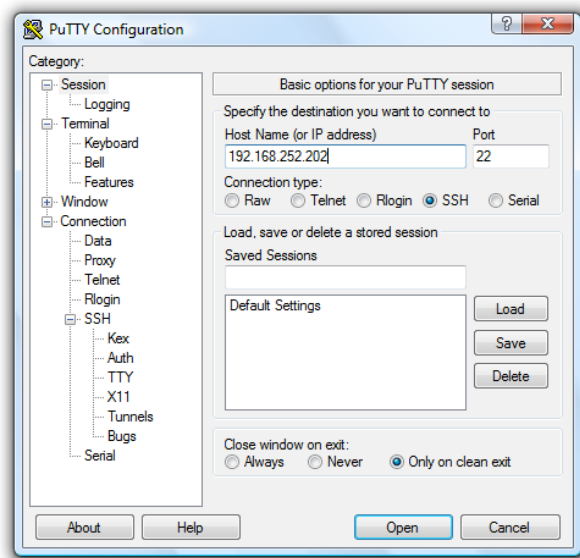 PuTTY Configuration
?
Category:
Session
Logging
Terminal
Keyboard
Bell
Features
Window
Connection
Data
Proxy
Telnet
Rlogin
SSH
Kex
Auth
TTY
X11
Tunnels
Bugs
Serial
Basic options for your PuTTY session
Specify the destination you want to connect to
Host Name (or IP address) Port
192.168.252.202 22
Connection type:
Raw Telnet Rlogin SSH Serial
Load, save or delete a stored session
Saved Sessions
Default Settings
Load
Save
Delete
Close window on exit:
Always Never Only on clean exit
About Help Open Cancel